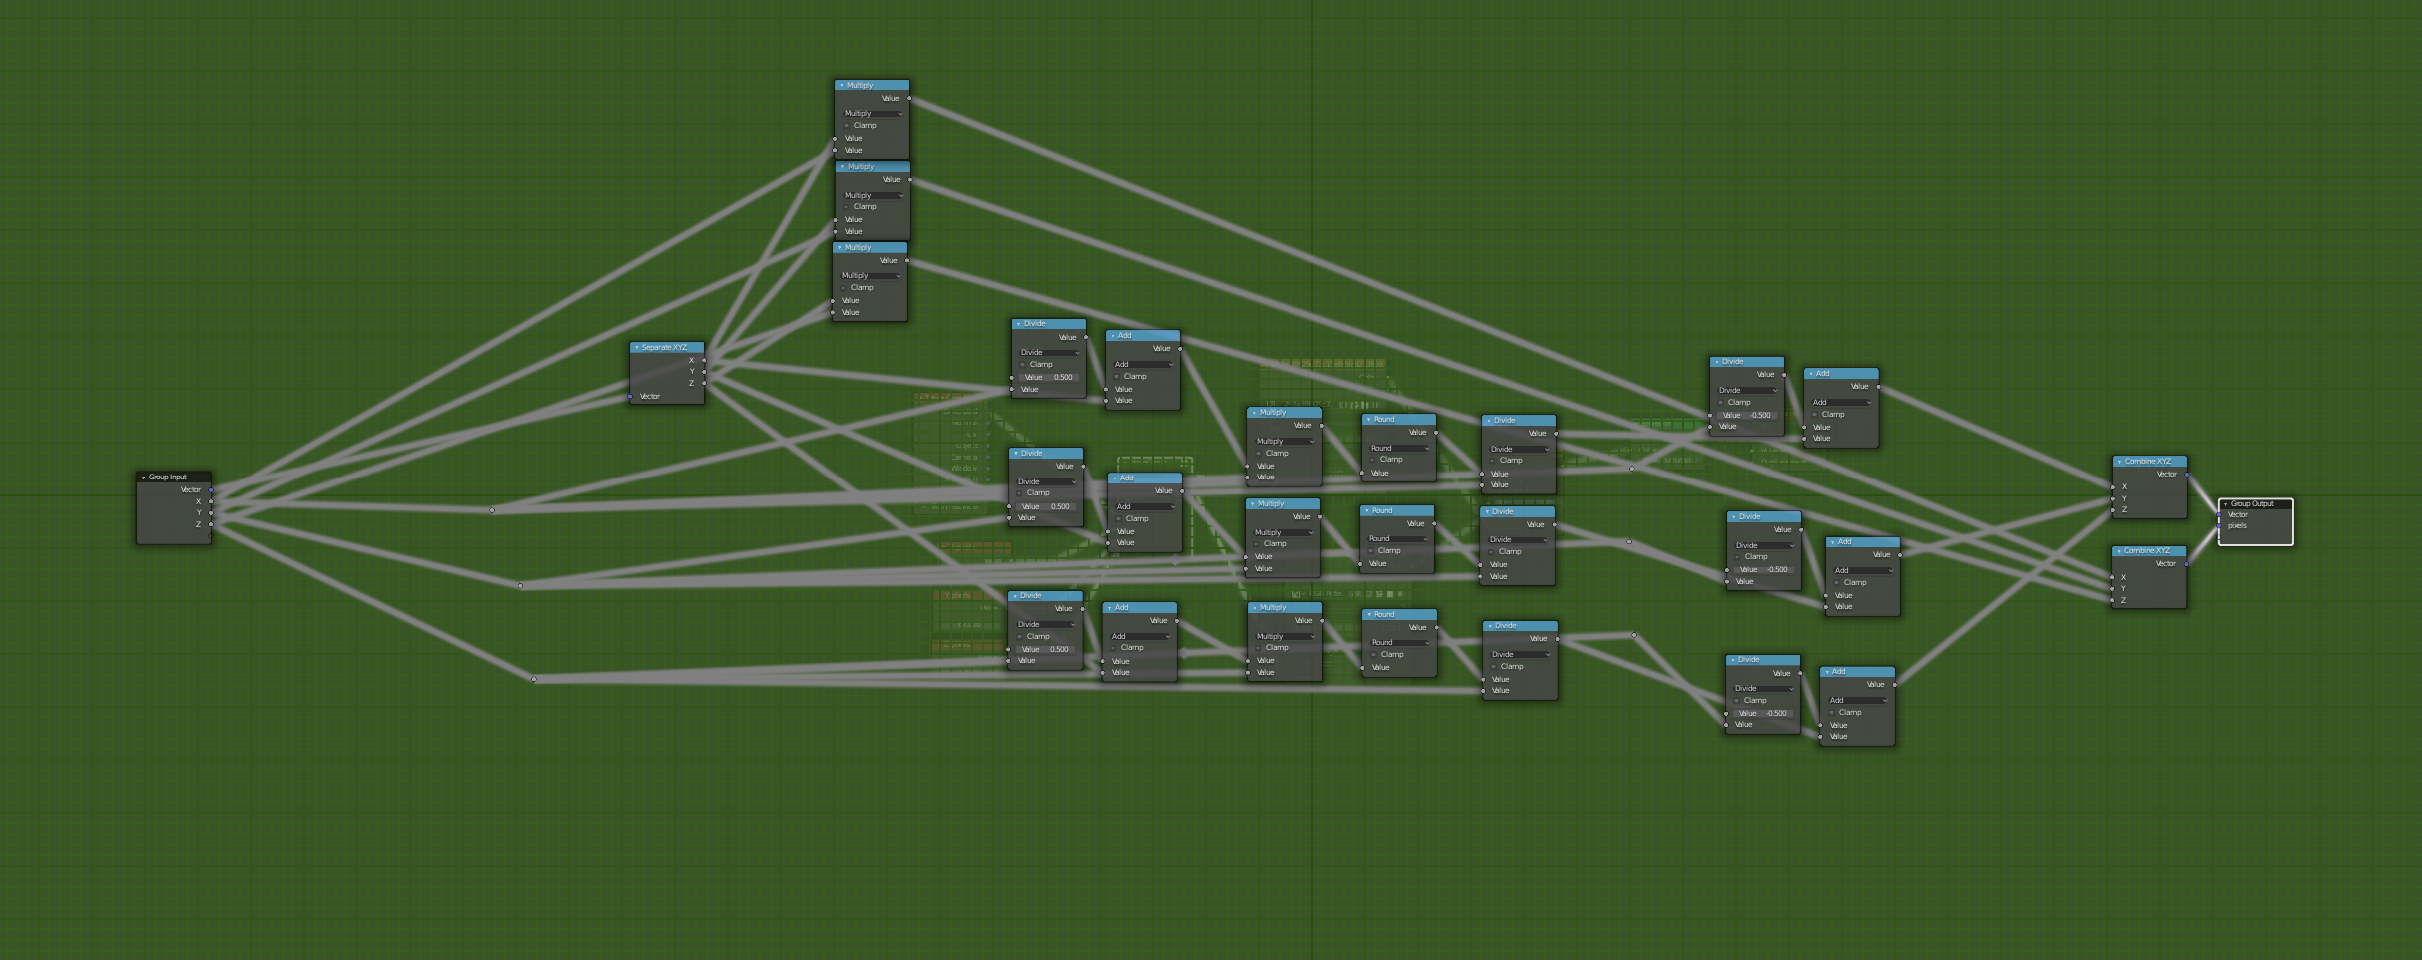 Group Input
Vector
X
Y
Z
Separate XYZ
X
Y
Z
Vector
Multiply
Value
Multiply
Clamp
Value
Value
Multiply
Value
Multiply
Clamp
Value
Value
Multiply
Value
Multiply
Clamp
Value
Value
Divide
Value
Divide
Clamp
Value 0.500
Value
Add
Value
Add
Clamp
Value
Value
Divide
Value
Divide
Clamp
Value 0.500
Value
Add
Value
Add
Clamp
Value
Value
Divide
Value
Divide
Clamp
Value 0.500
Value
Add
Value
Add
Clamp
Value
Value
Multiply
Value
Multiply
Clamp
Value
Value
Round
Value
Round
Clamp
Value
Divide
Value
Divide
Clamp
Value
Value
Multiply
Value
Multiply
Clamp
Value
Value
Round
Value
Round
Clamp
Value
Divide
Value
Divide
Clamp
Value
Value
Multiply
Value
Multiply
Clamp
Value
Value
Round
Value
Round
Clamp
Value
Divide
Value
Divide
Clamp
Value
Value
Divide
Value
Divide
Clamp
Value -0.500
Value
Add
Value
Add
Clamp
Value
Value
Divide
Value
Divide
Clamp
Value -0.500
Value
Add
Value
Add
Clamp
Value
Value
Divide
Value
Divide
Clamp
Value -0.500
Value
Add
Value
Add
Clamp
Value
Value
Combine XYZ
Vector
X
Y
Z
Combine XYZ
Vector
X
Y
Z
Group Output
Vector
pixels